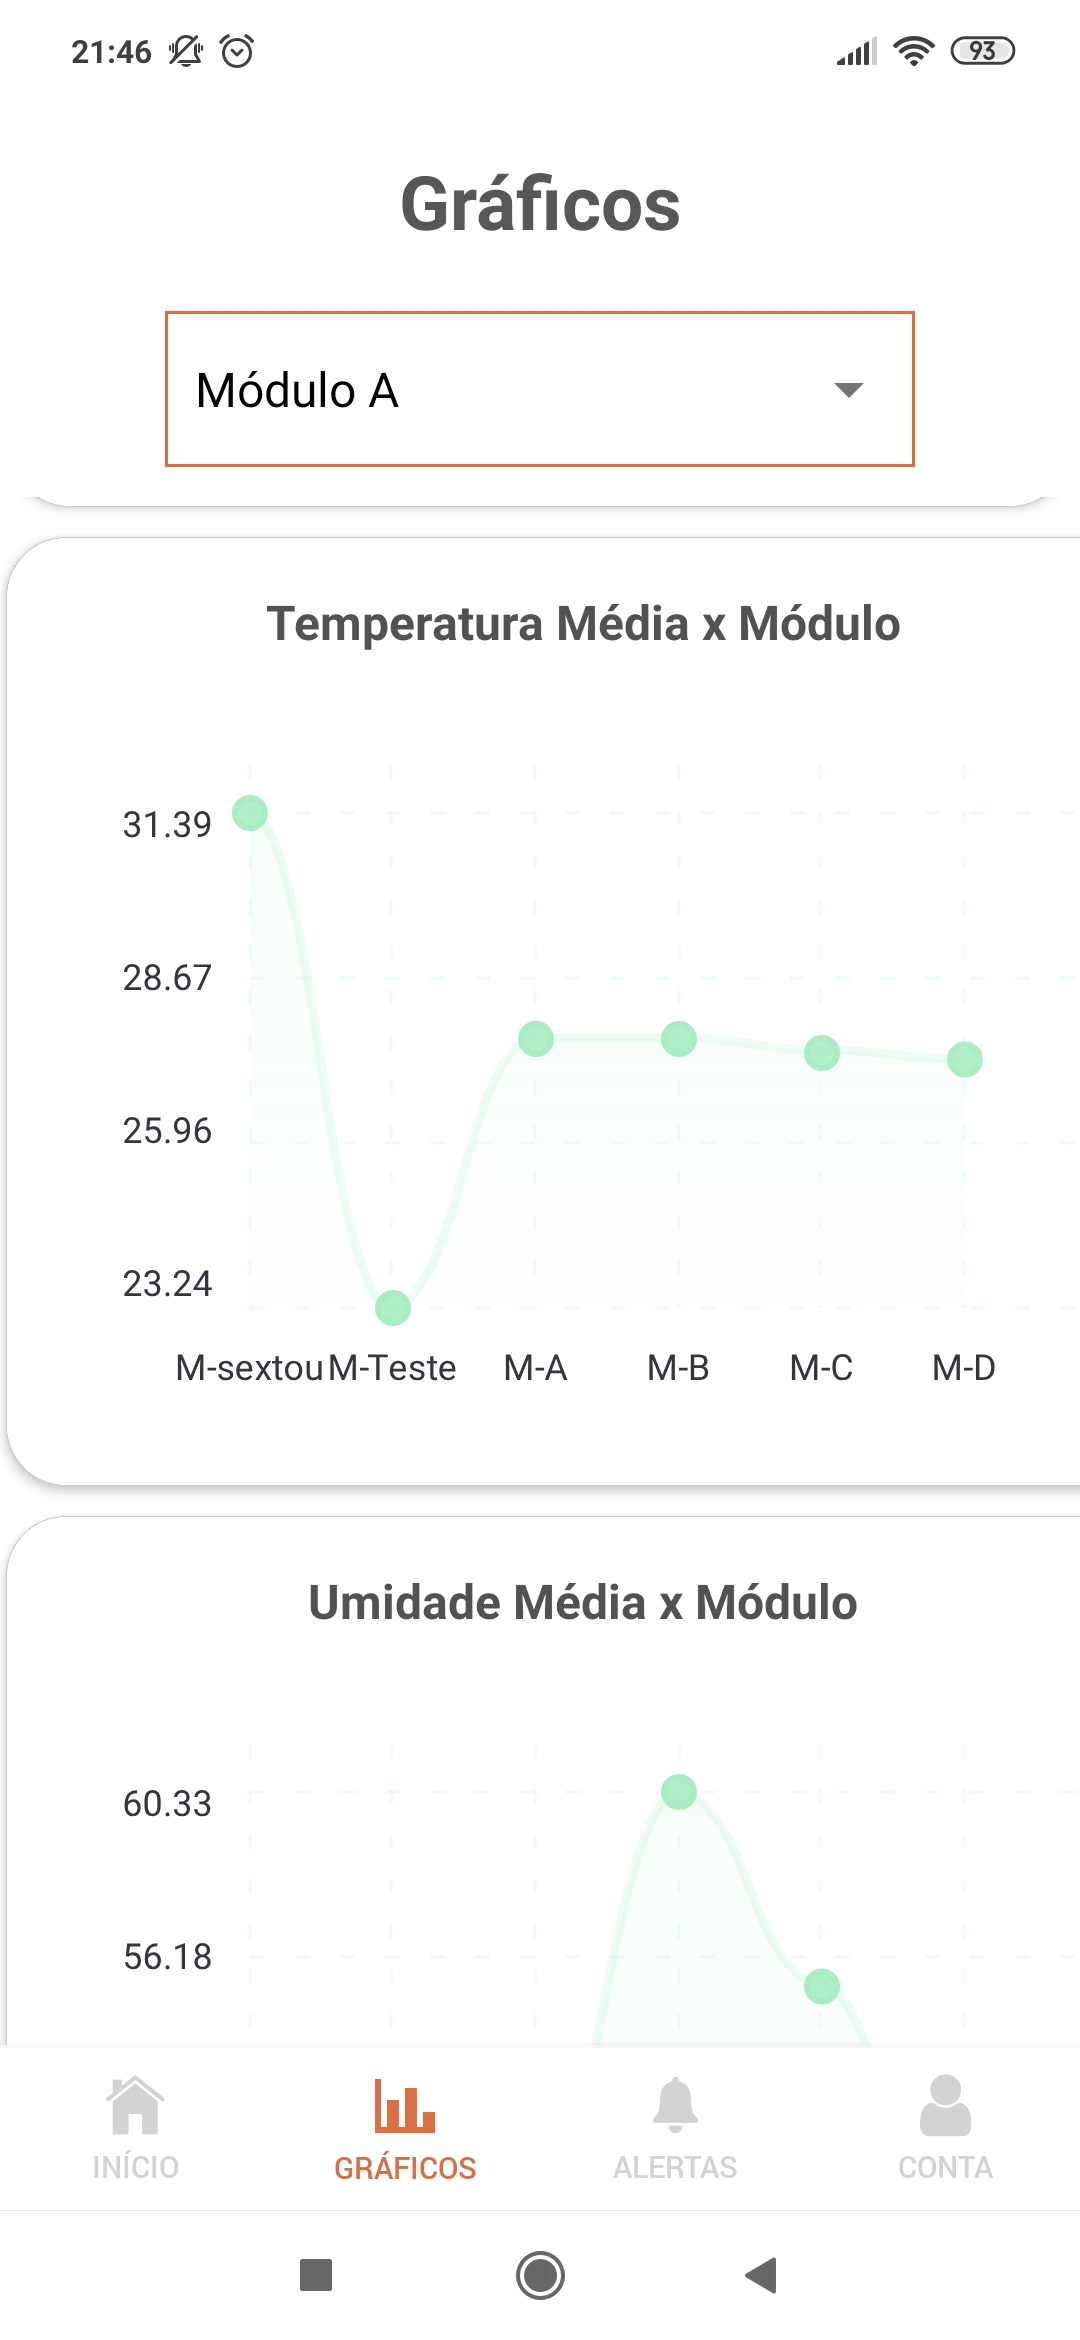 21:46
93
Gráficos
Módulo A
Temperatura Média x Módulo
31.39
28.67
25.96
23.24
M-sextou M-Teste M-A M-B M-C M-D
Umidade Média x Módulo
60.33
56.18
INÍCIO GRÁFICOS ALERTAS CONTA